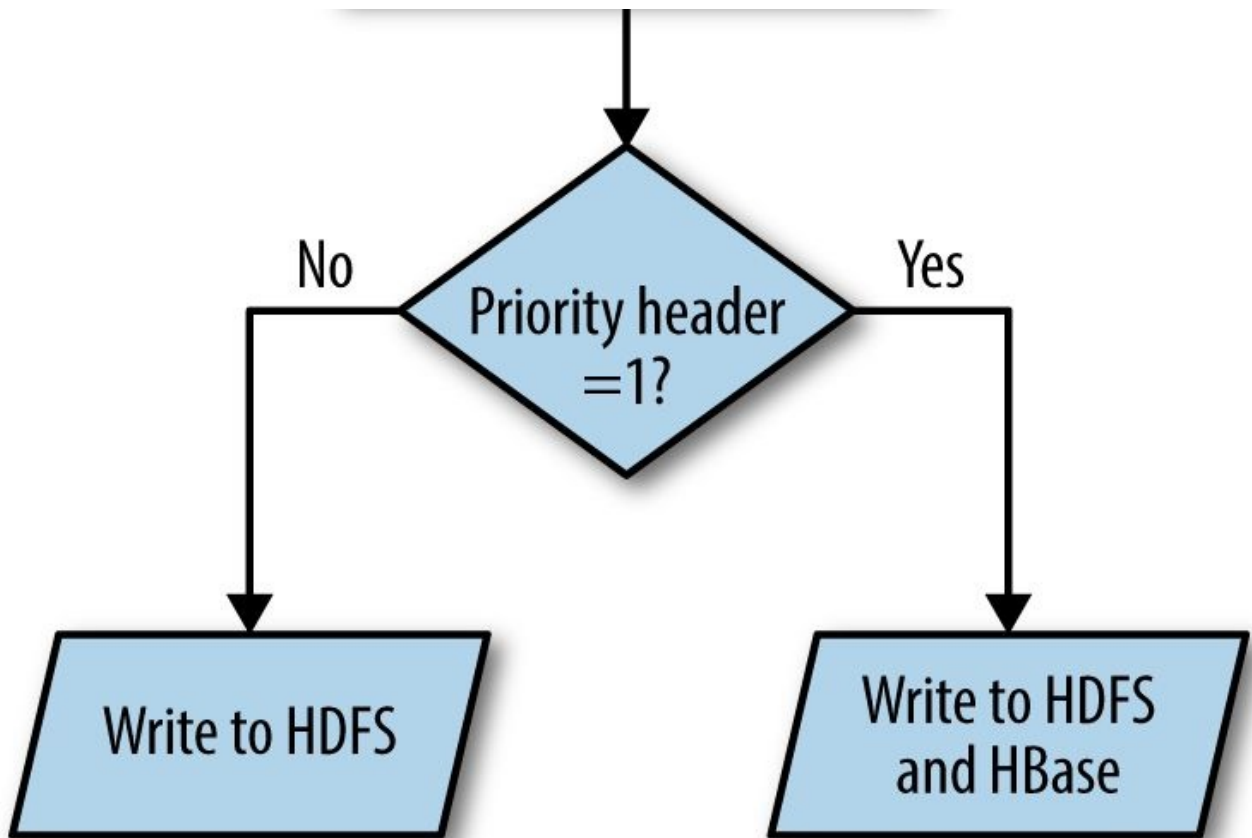 No
Yes
Priority header
=1?
Write to HDFS
Write to HDFS
and HBase